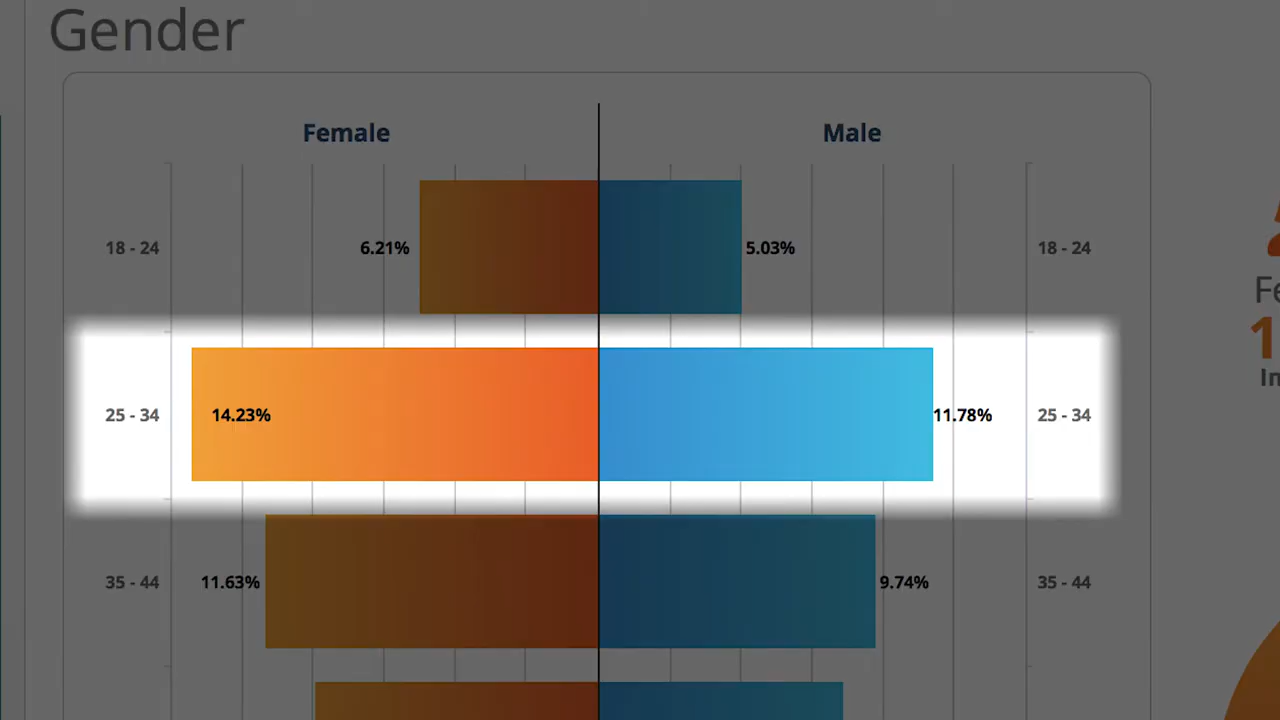 Gender
Female Male
18 - 24 6.21% 5.03% 18 - 24
25 - 34 14.23% 11.78% 25 - 34
35 - 44 11.63% 9.74% 35 - 44